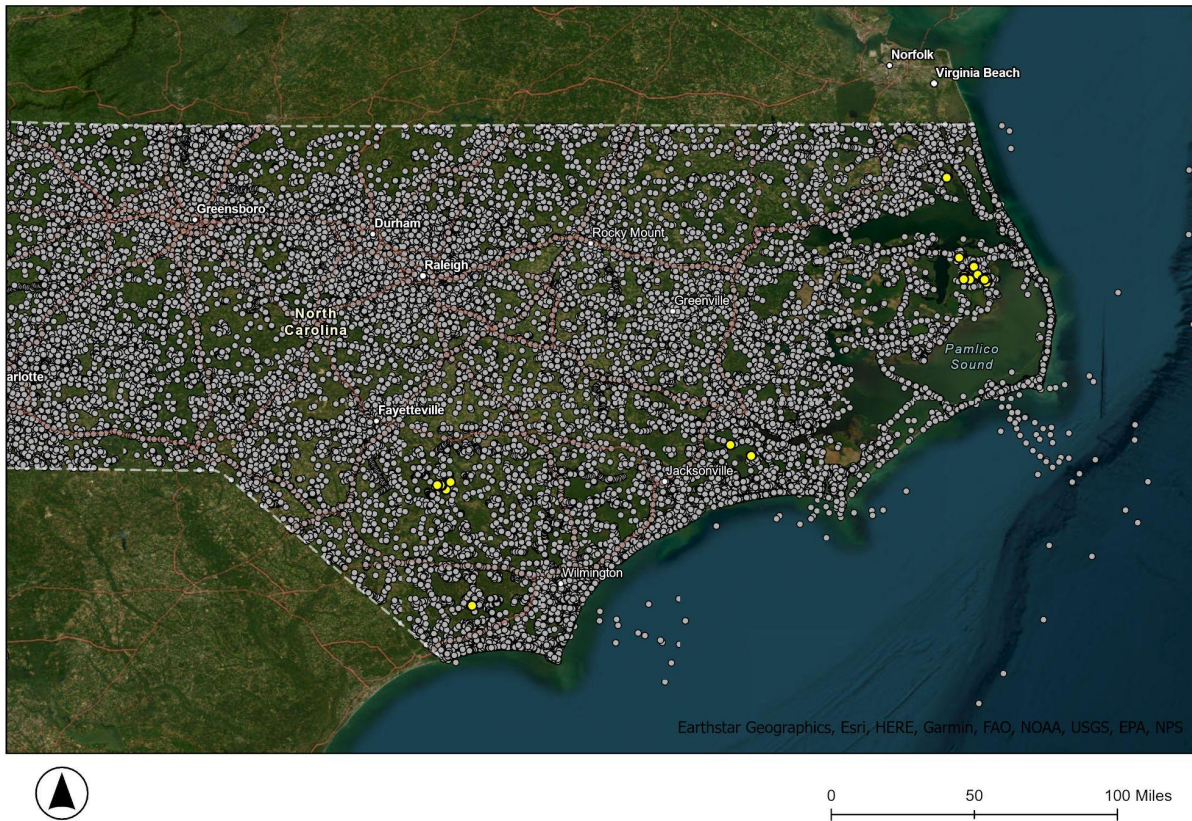 Norfolk
Virginia Beach
Greensboro
Durham
Rocky Mount
Raleigh
Greenville
North
Carolina
Pamlico
Sound
arlotte
Fayetteville
Jacksonville
Wilmington
Earthstar Geographics, Esri, HERE, Garmin, FAO, NOAA, USGS, EPA, NPS
0 50 100 Miles